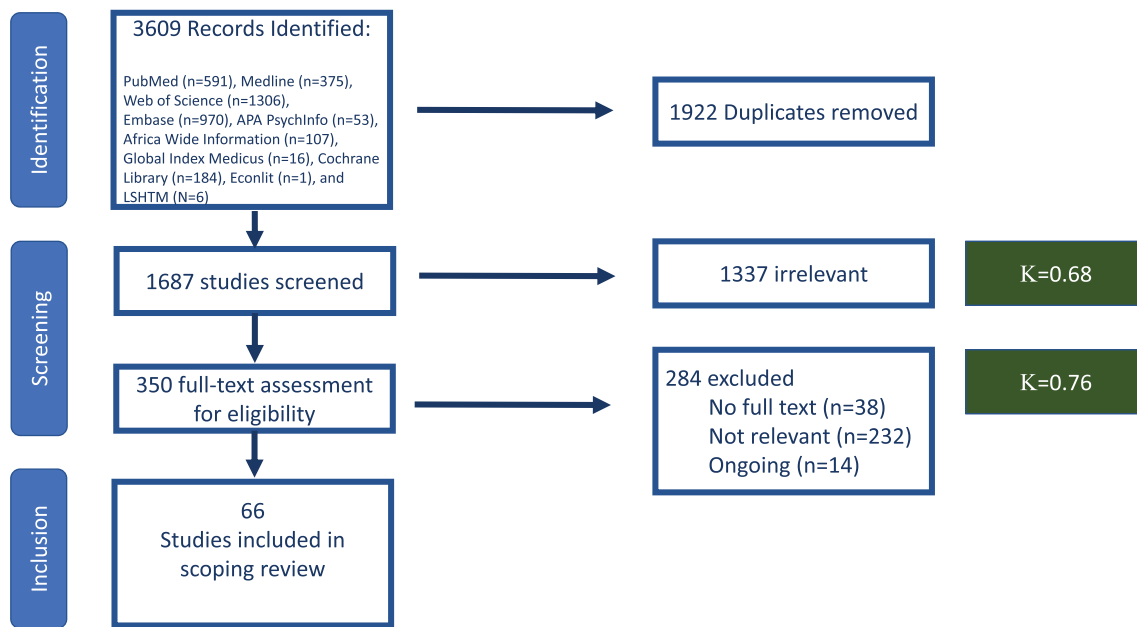 Identification
3609 Records Identified:
PubMed (n=591), Medline (n=375),
Web of Science (n=1306),
Embase (n=970), APA PsychInfo (n=53),
Africa Wide Information (n=107),
Global Index Medicus (n=16), Cochrane
Library (n=184), Econlit (n=1), and
LSHTM (N=6)
1922 Duplicates removed
Screening
1687 studies screened
1337 irrelevant
K=0.68
350 full-text assessment
for eligibility
284 excluded
No full text (n=38)
Not relevant (n=232)
Ongoing (n=14)
K=0.76
Inclusion
66
Studies included in
scoping review